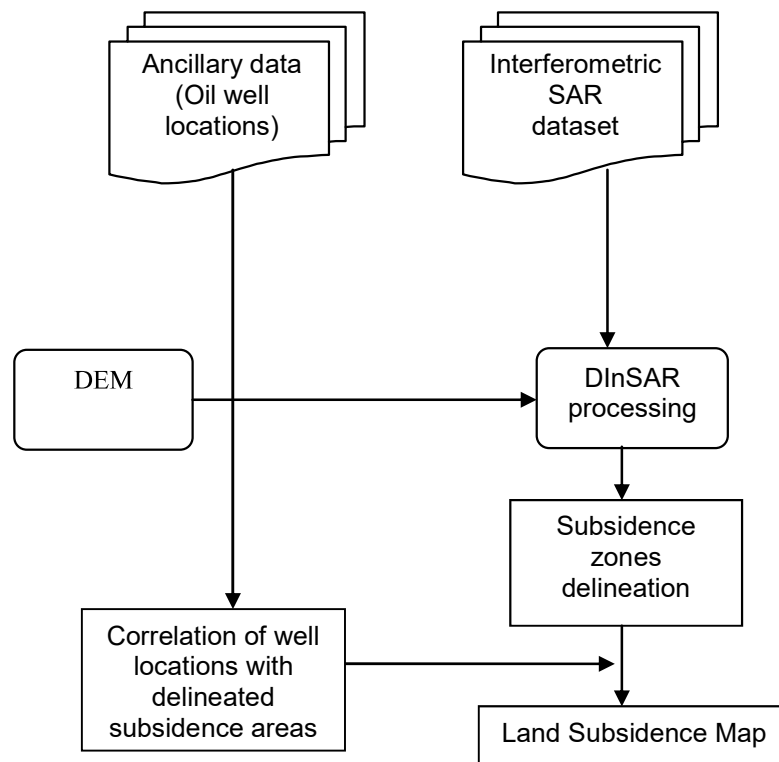 Ancillary data
(Oil well
locations)
Interferometric
SAR
dataset
DEM
DInSAR
processing
Subsidence
zones
delineation
Correlation of well
locations with
delineated
subsidence areas
Land Subsidence Map